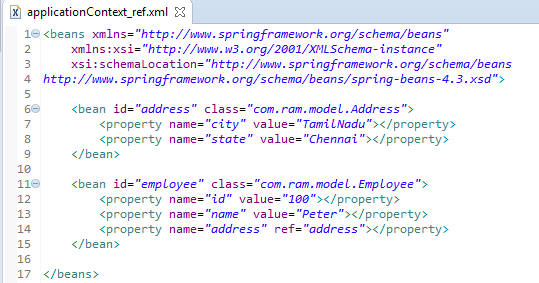 applicationContext_ref.xml
1 <beans xmlns="http://www.springframework.org/schema/beans"
2 xmlns:xsi="http://www.w3.org/2001/XMLSchema-instance"
3 xsi:schemaLocation="http://www.springframework.org/schema/beans
4 http://www.springframework.org/schema/beans/spring-beans-4.3.xsd">
5
6 <bean id="address" class="com.ram.model.Address">
7 <property name="city" value="TamilNadu"></property>
8 <property name="state" value="Chennai"></property>
9 </bean>
10
11 <bean id="employee" class="com.ram.model.Employee">
12 <property name="id" value="100"></property>
13 <property name="name" value="Peter"></property>
14 <property name="address" ref="address"></property>
15 </bean>
16
17 </beans>